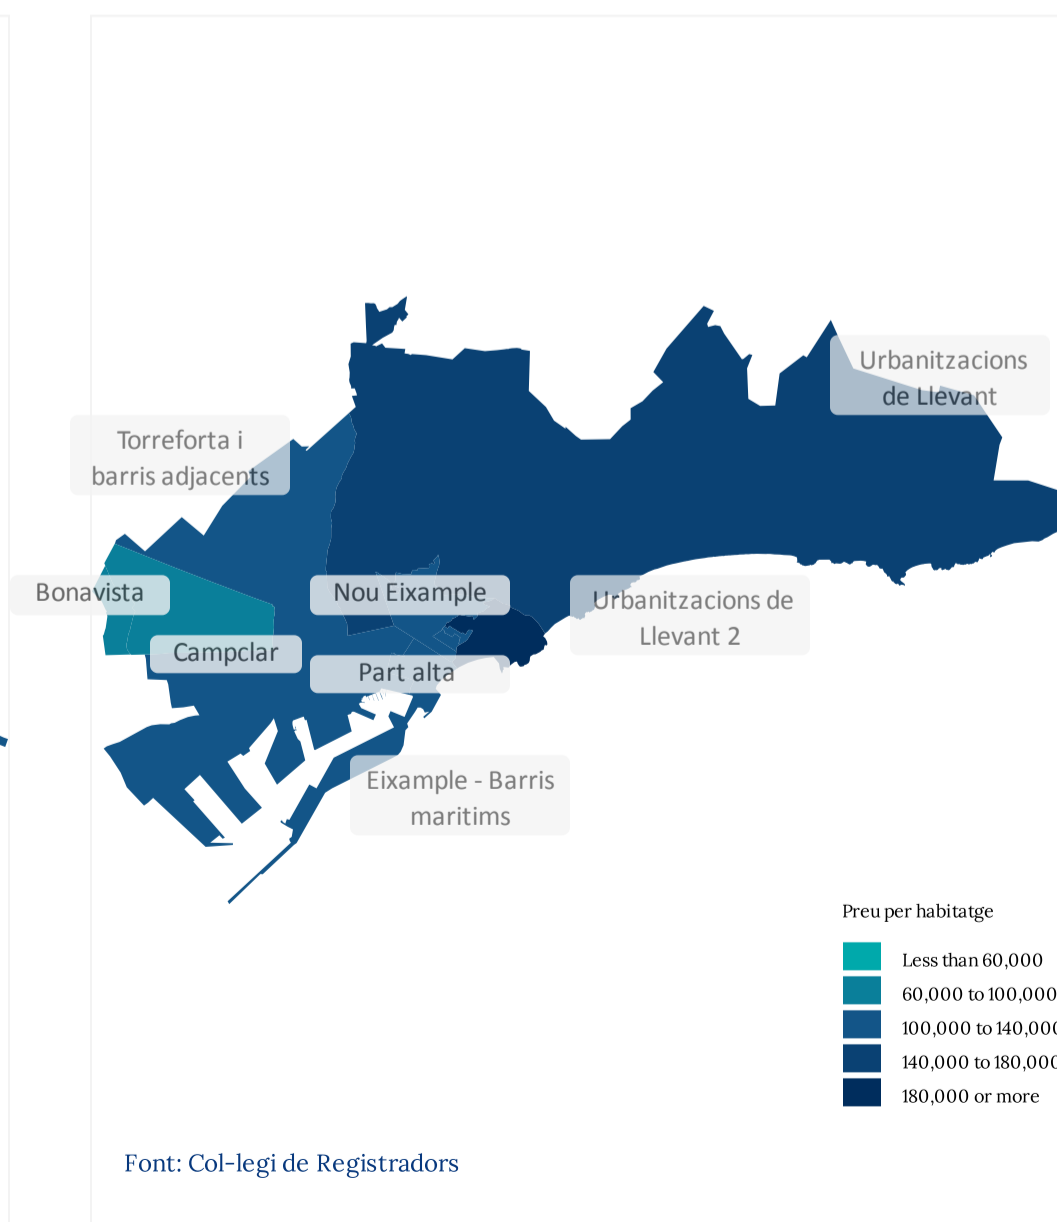 Urbanitzacions
de Llevant
Torreforta i
barris adjacents
Bonavista
Nou Eixample
Urbanitzacions de
Llevant 2
Campclar
Part alta
Eixample - Barris
maritims
Preu per habitatge
Less than 60,000
60,000 to 100,000
100,000 to 140,000
140,000 to 180,000
180,000 or more
Font: Col-legi de Registradors